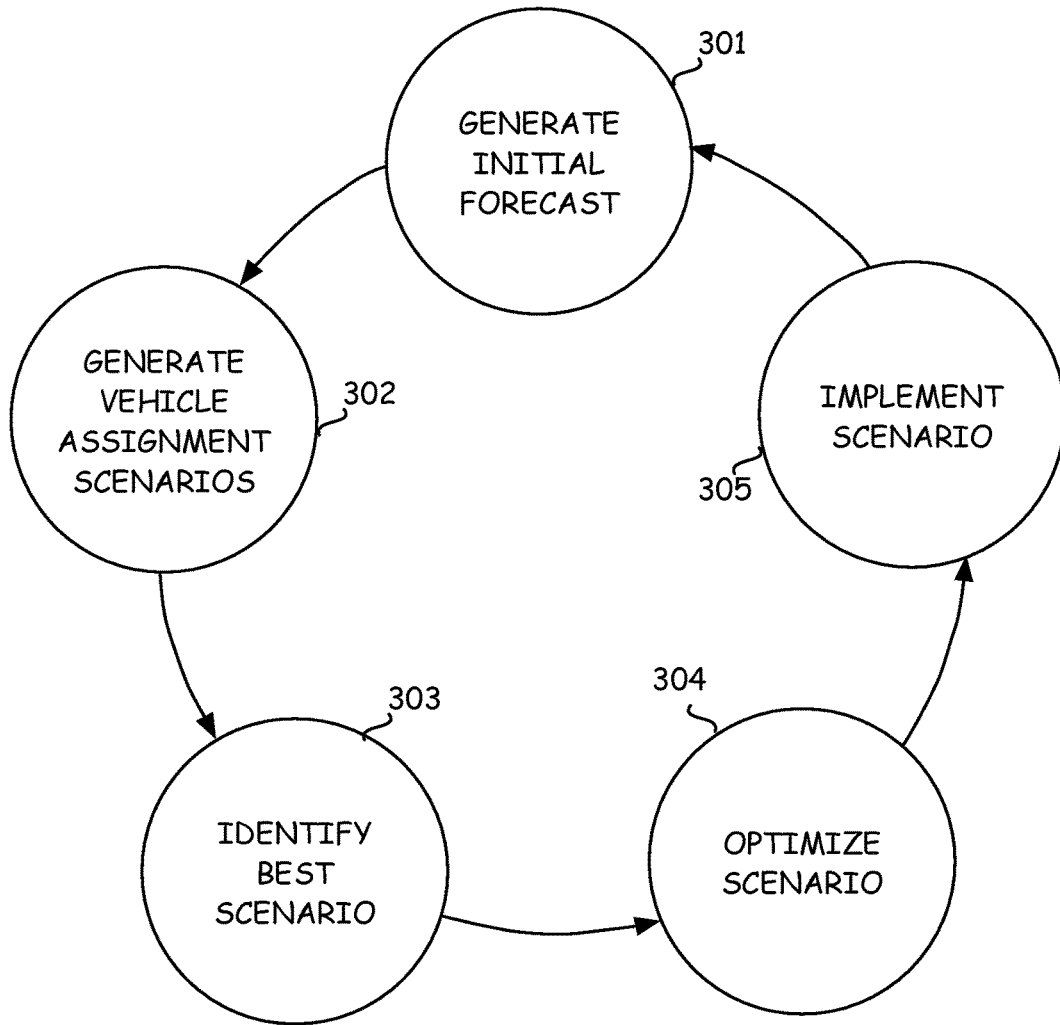 301
GENERATE
INITIAL
FORECAST
GENERATE
VEHICLE
ASSIGNMENT
SCENARIOS
302
IMPLEMENT
SCENARIO
305
303
IDENTIFY
BEST
SCENARIO
304
OPTIMIZE
SCENARIO